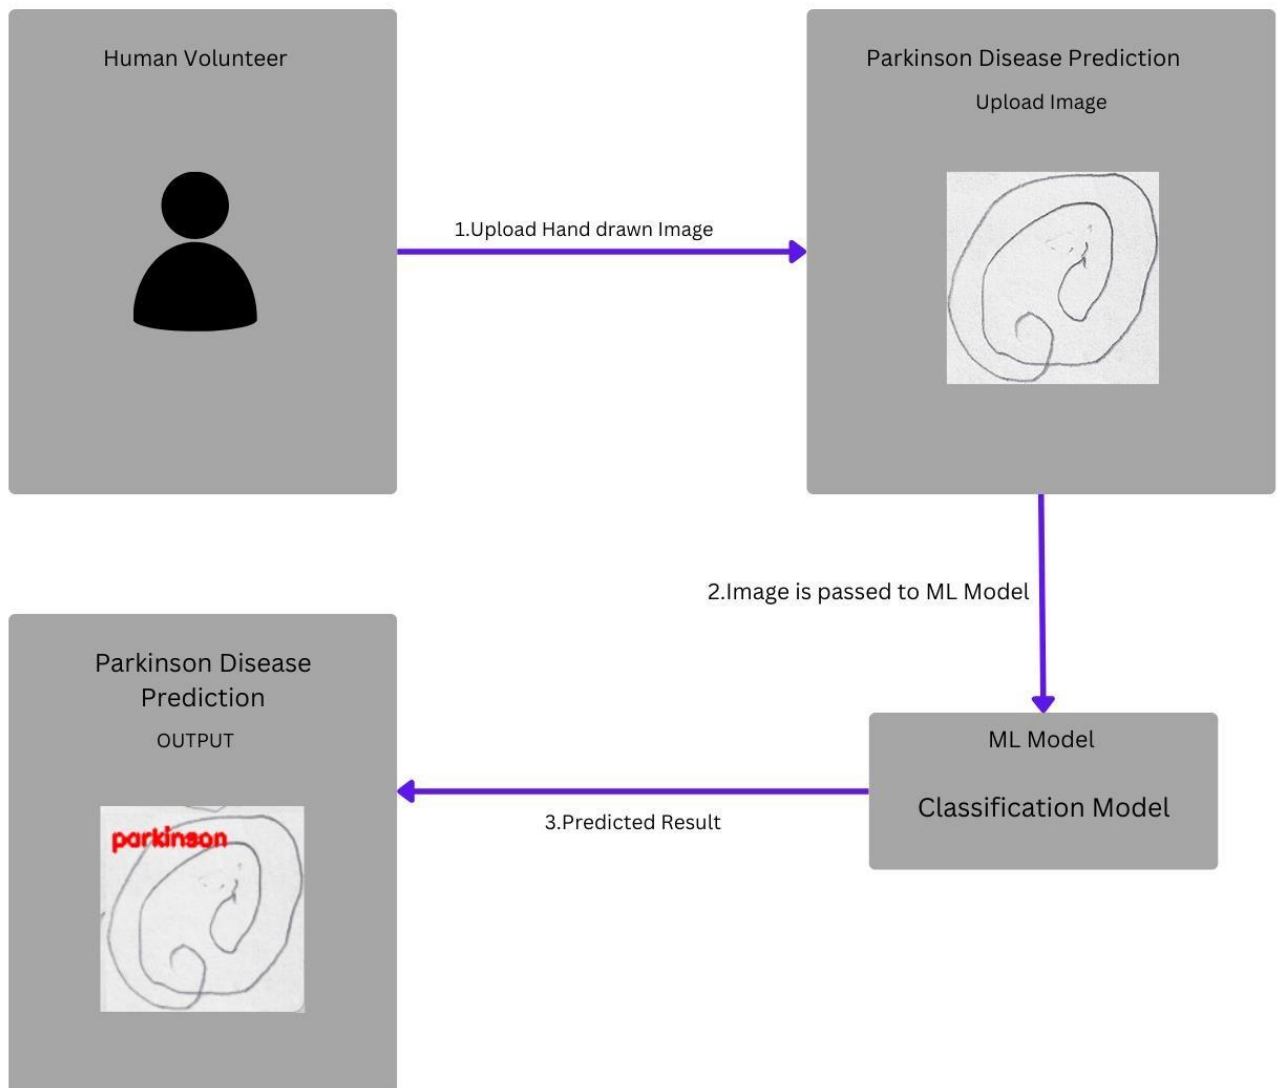 Human Volunteer
1.Upload Hand drawn Image
Parkinson Disease Prediction
Upload Image
2.Image is passed to ML Model
ML Model
Classification Model
3.Predicted Result
Parkinson Disease
Prediction
OUTPUT
parkinson